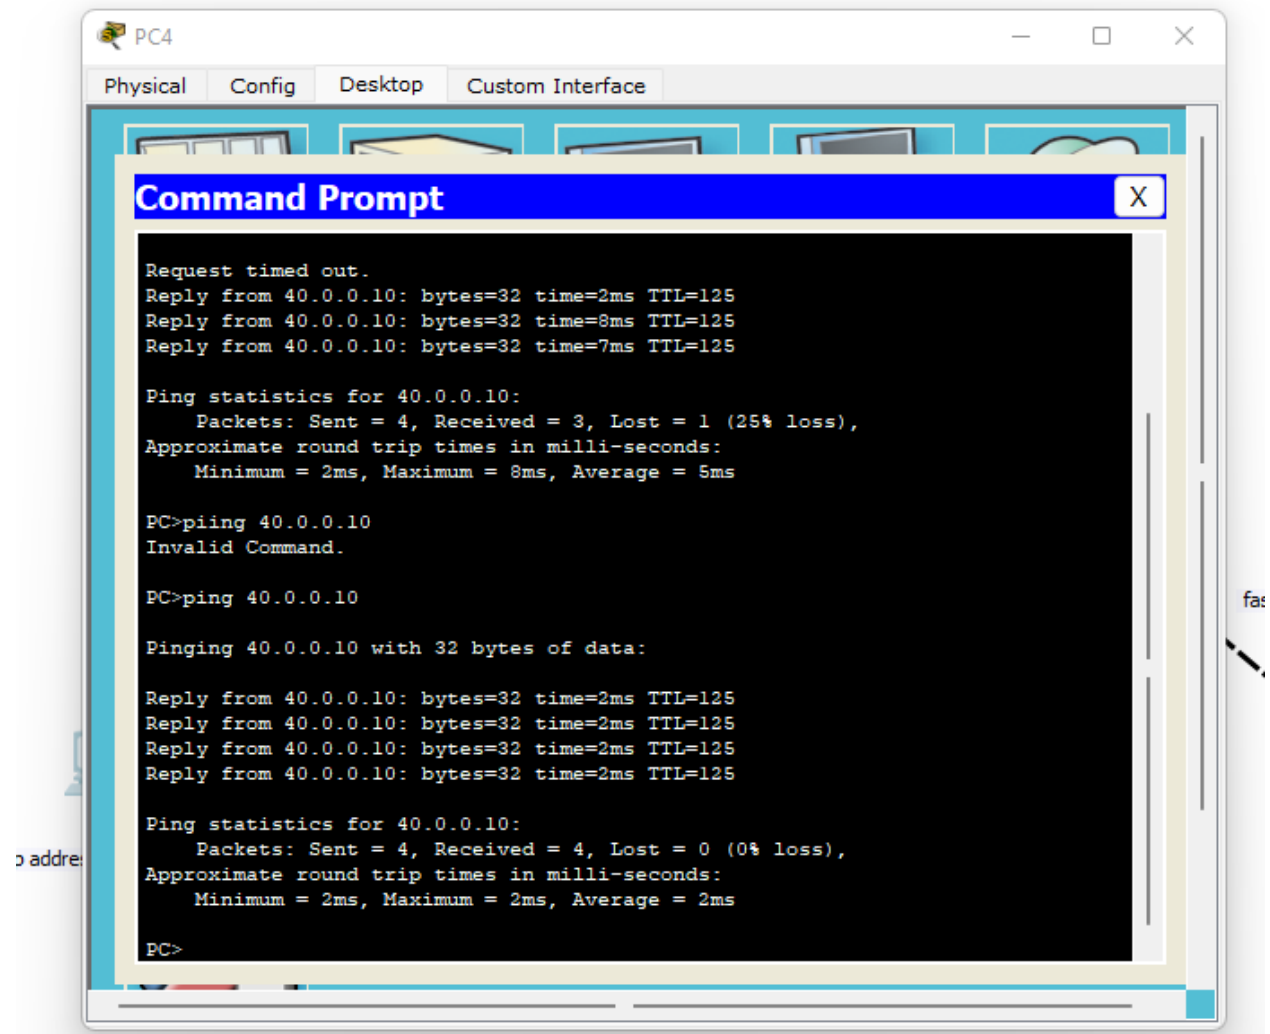 PC4
Physical Config Desktop Custom Interface
Command Prompt X
Request timed out.
Reply from 40.0.0.10: bytes=32 time=2ms TTL=125
Reply from 40.0.0.10: bytes=32 time=8ms TTL=125
Reply from 40.0.0.10: bytes=32 time=7ms TTL=125
Ping statistics for 40.0.0.10:
Packets: Sent = 4, Received = 3, Lost = 1 (25% loss),
Approximate round trip times in milli-seconds:
Minimum = 2ms, Maximum = 8ms, Average = 5ms
PC>piing 40.0.0.10
Invalid Command.
PC>ping 40.0.0.10
Pinging 40.0.0.10 with 32 bytes of data:
Reply from 40.0.0.10: bytes=32 time=2ms TTL=125
Reply from 40.0.0.10: bytes=32 time=2ms TTL=125
Reply from 40.0.0.10: bytes=32 time=2ms TTL=125
Reply from 40.0.0.10: bytes=32 time=2ms TTL=125
Ping statistics for 40.0.0.10:
Packets: Sent = 4, Received = 4, Lost = 0 (0% loss),
Approximate round trip times in milli-seconds:
Minimum = 2ms, Maximum = 2ms, Average = 2ms
PC>